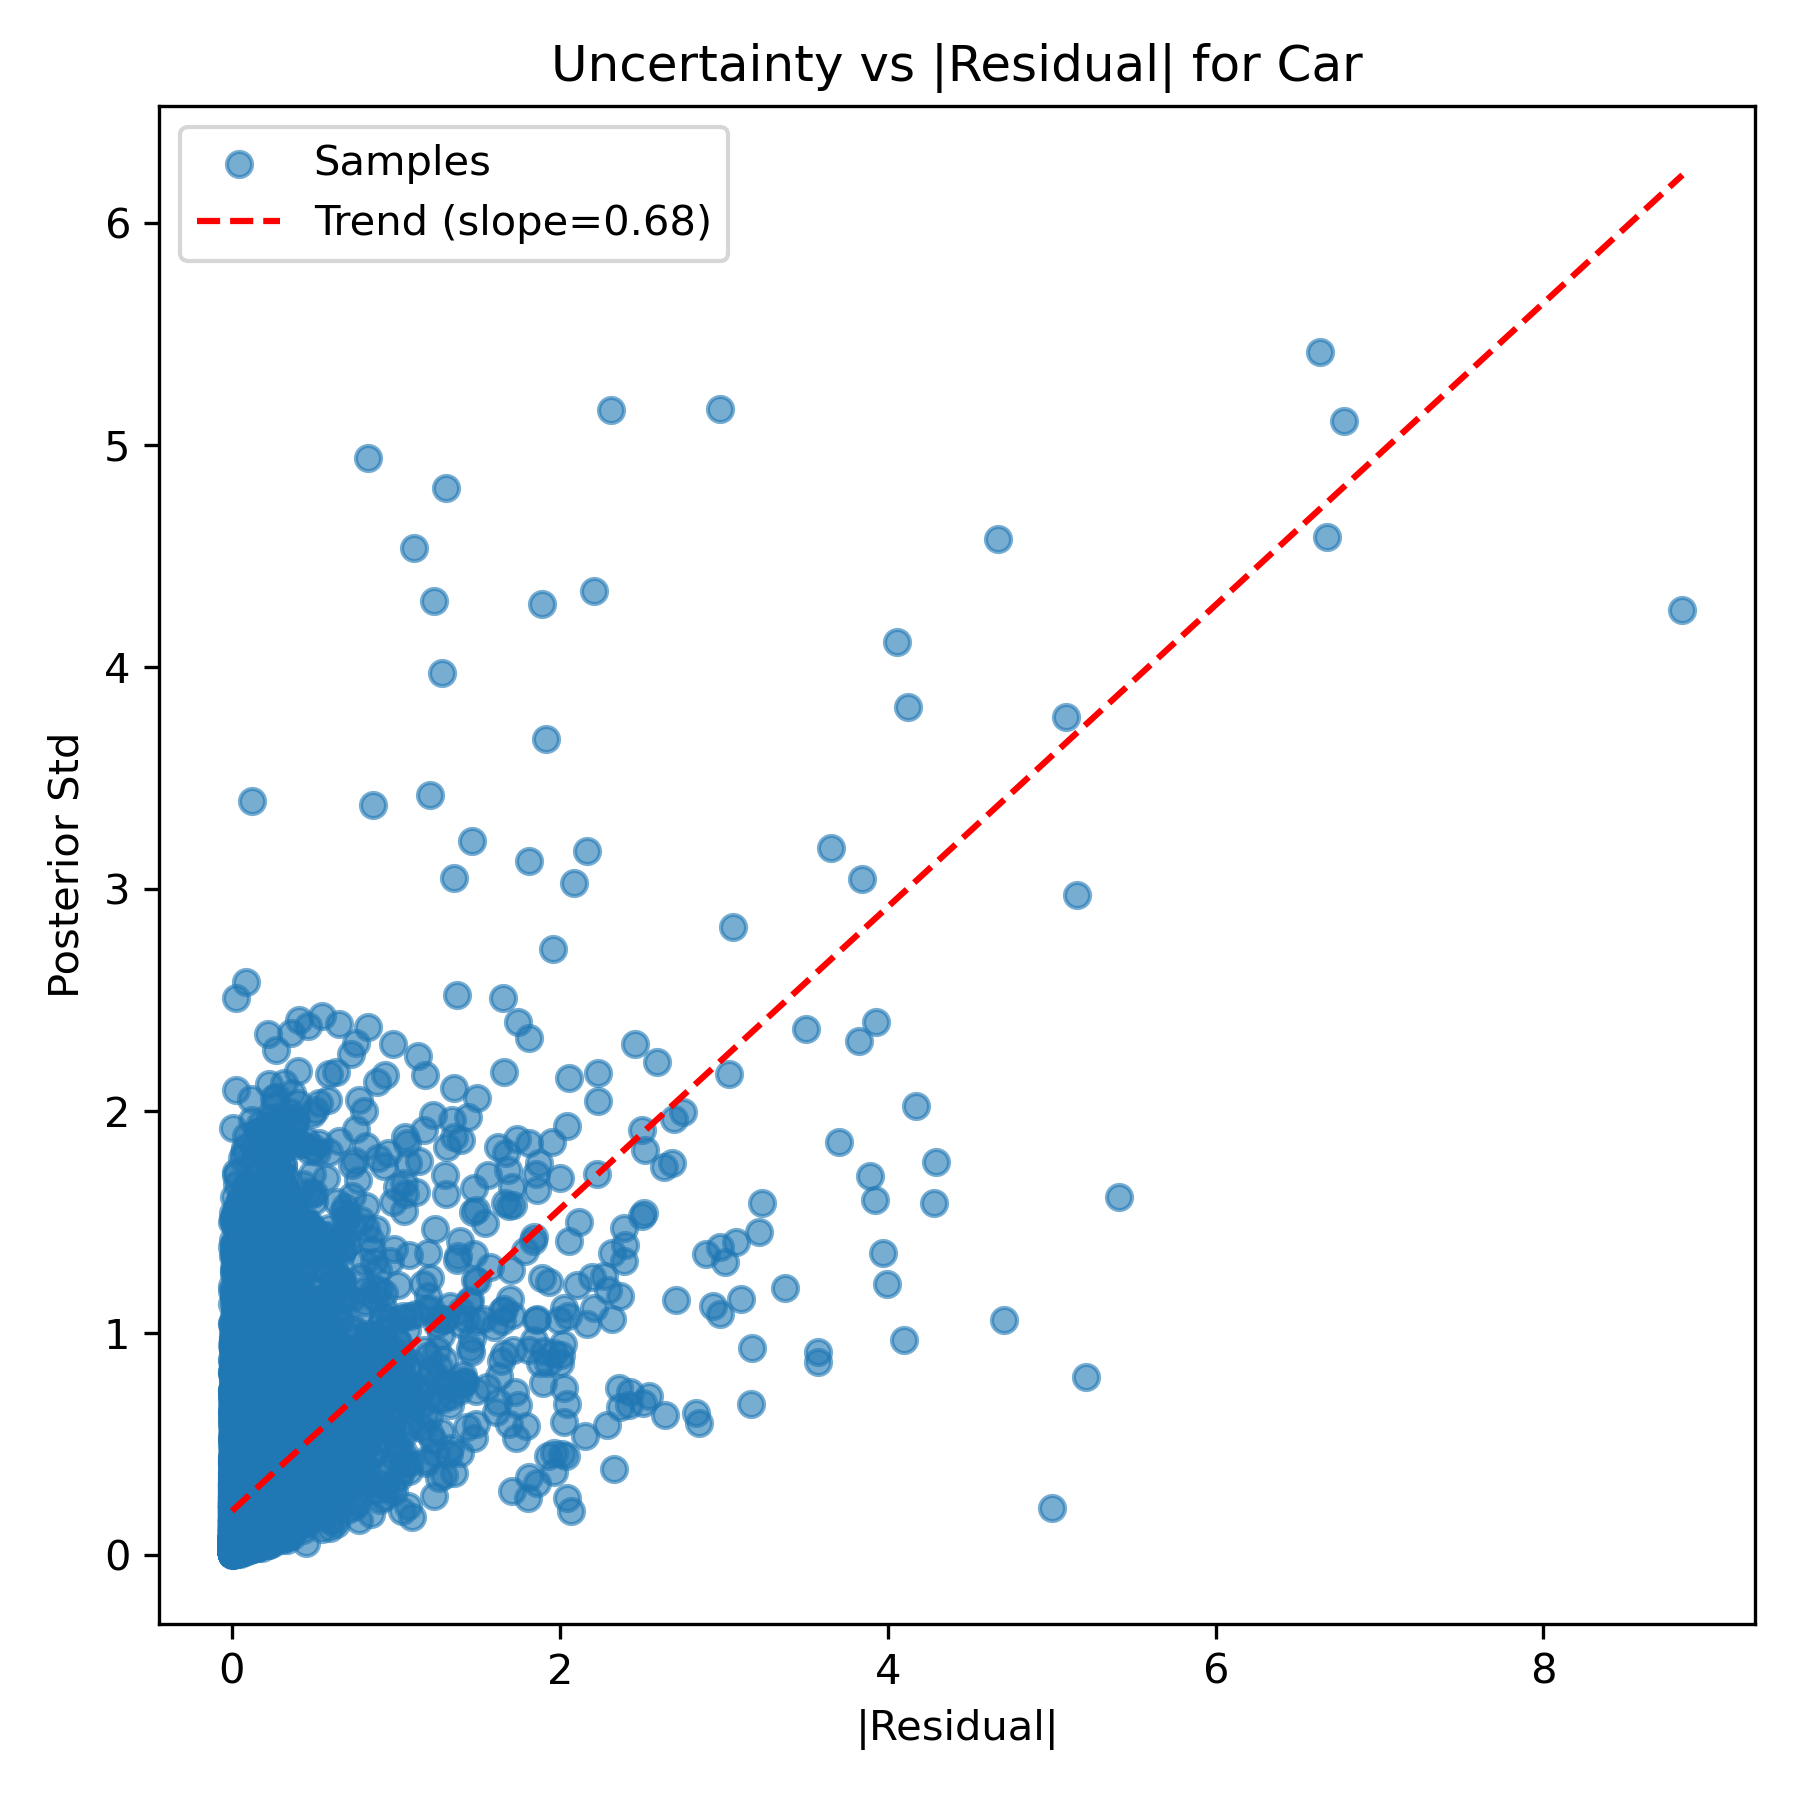 Uncertainty vs |Residual| for Car
Samples
Trend (slope=0.68)
6
5
4
3
2
1
0
Posterior Std
0 2 4 6 8
|Residual|